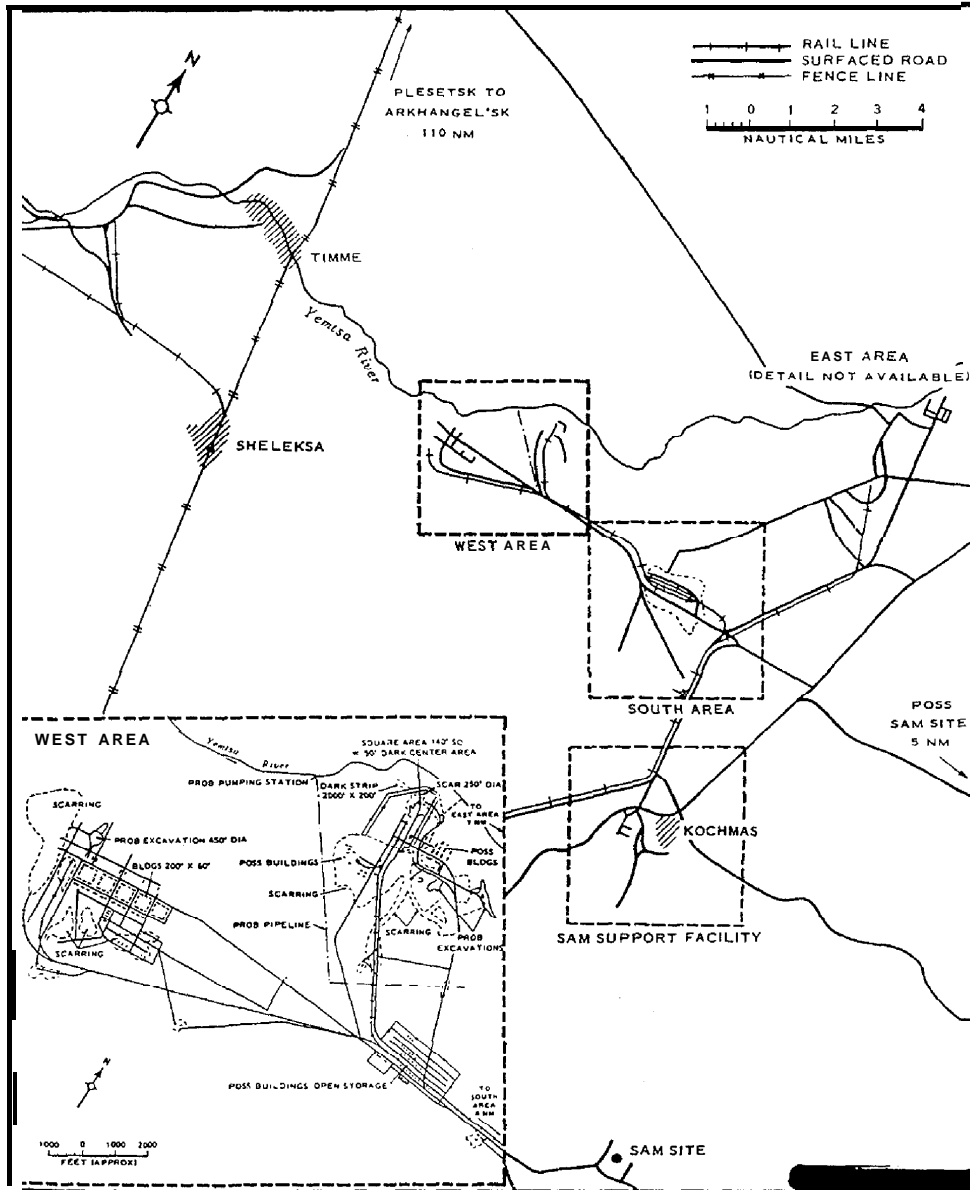 N
PLESETSK TO
ARKHANGEL'SK
110 NM
RAIL LINE
SURFACED ROAD
FENCE LINE
1 0 1 2 3 4
NAUTICAL MILES
TIMME
Yemtsa River
SHELEKSA
EAST AREA
(DETAIL NOT AVAILABLE)
WEST AREA
SOUTH AREA
POSS
SAM SITE
5 NM
KOCHMAS
SAM SUPPORT FACILITY
SAM SITE
WEST AREA
Yemtsa
River
SQUARE AREA 140' SQ
W 50' DARK CENTER AREA
PROB PUMPING STATION
DARK STRIP
2000' X 200'
SCAR 250' DIA
TO
EAST AREA
7 NM
SCARRING
PROB EXCAVATION 450' DIA
BLDGS 200' X 60'
POSS BUILDINGS
POSS
BLDGS
SCARRING
PROB PIPELINE
SCARRING
PROB
EXCAVATIONS
SCARRING
POSS BUILDINGS OPEN STORAGE
TO
SOUTH
AREA
NM
N
1000 0 1000 2000
FEET (APPROX)